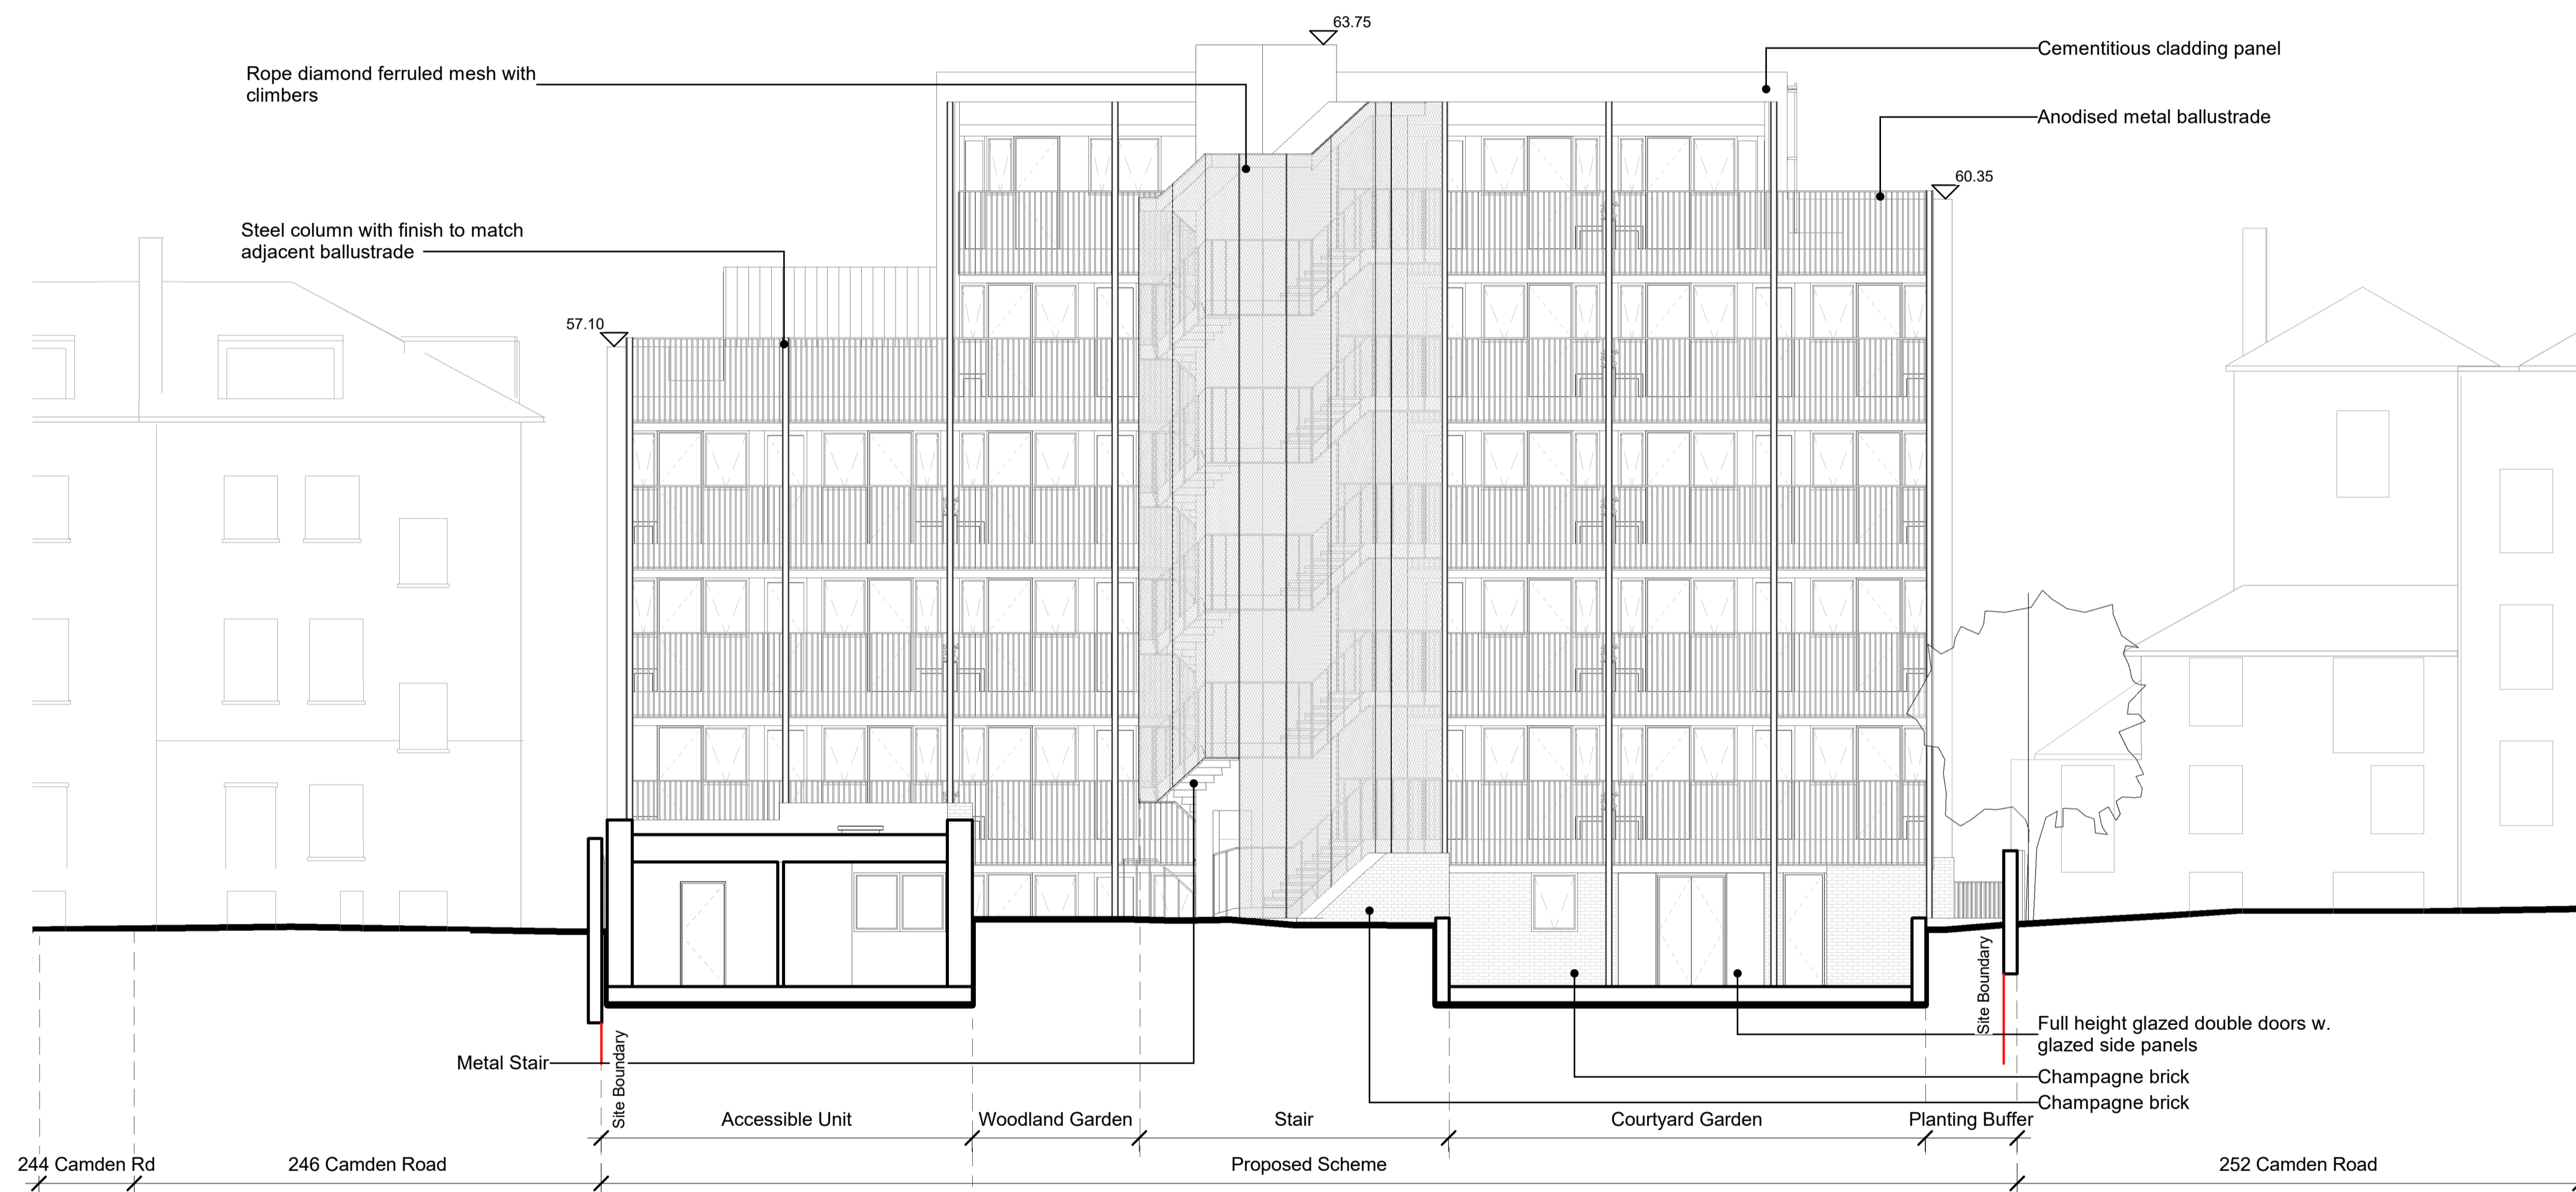 63.75
Cementitious cladding panel
Rope diamond ferruled mesh with
climbers
Anodised metal ballustrade
60.35
Steel column with finish to match
adjacent ballustrade
57.10
Site Boundary
Site Boundary
Full height glazed double doors w.
glazed side panels
Metal Stair
Champagne brick
Champagne brick
Accessible Unit
Woodland Garden
Stair
Courtyard Garden
Planting Buffer
244 Camden Rd
246 Camden Road
Proposed Scheme
252 Camden Road